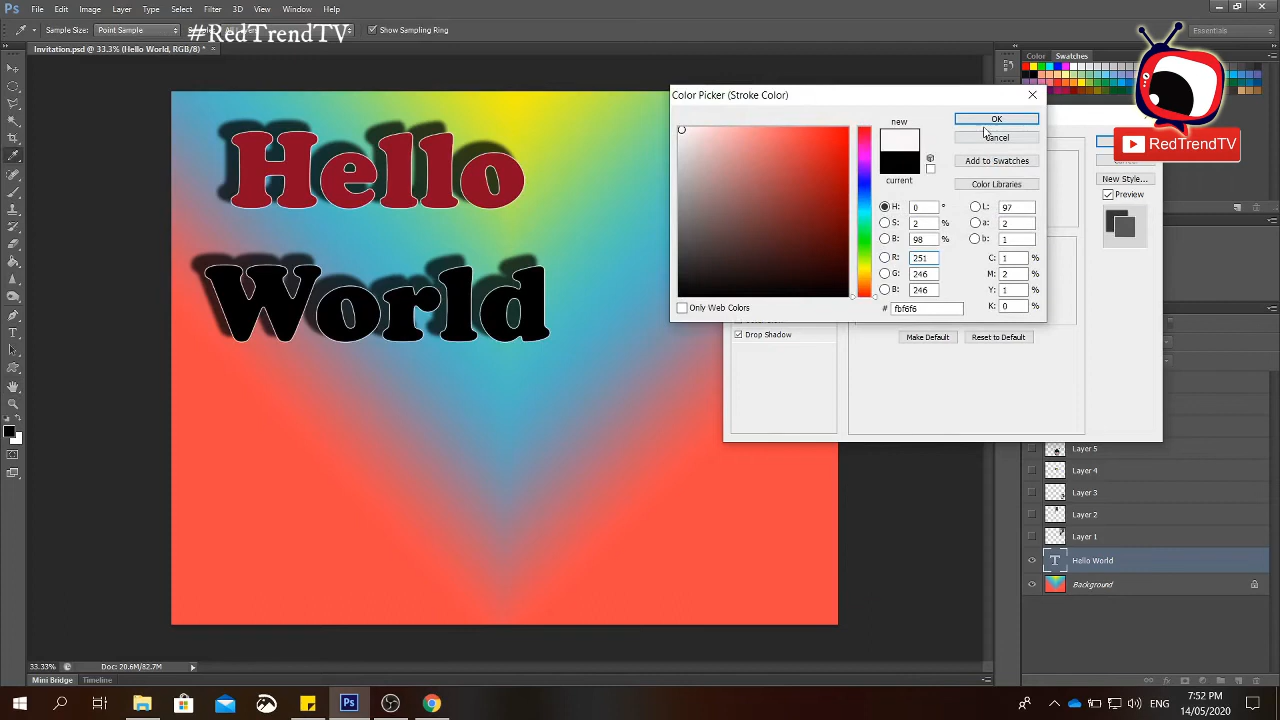 Ps File Edit Image Layer Type Select Filter 3D View Window Help
Sample Size: Point Sample Show Sampling Ring Essentials
#RedTrendTV
Invitation.psd @ 33.3% (Hello World, RGB/8) *
Color Swatches
Color Picker (Stroke Color)
new
OK
Cancel
Add to Swatches
current
Color Libraries
RedTrendTV
New Style...
Preview
H: 0 ° L: 97
S: 2 % a: 2
B: 98 % b: 1
R: 251 C: 1 %
G: 246 M: 2 %
B: 246 Y: 1 %
# fbf6f6 K: 0 %
Only Web Colors
Drop Shadow
Make Default
Reset to Default
Hello
World
Layer 5
Layer 4
Layer 3
Layer 2
Layer 1
T Hello World
Background
33.33% Doc: 20.6M/82.7M
Mini Bridge Timeline
Ps
ENG
7:52 PM
14/05/2020